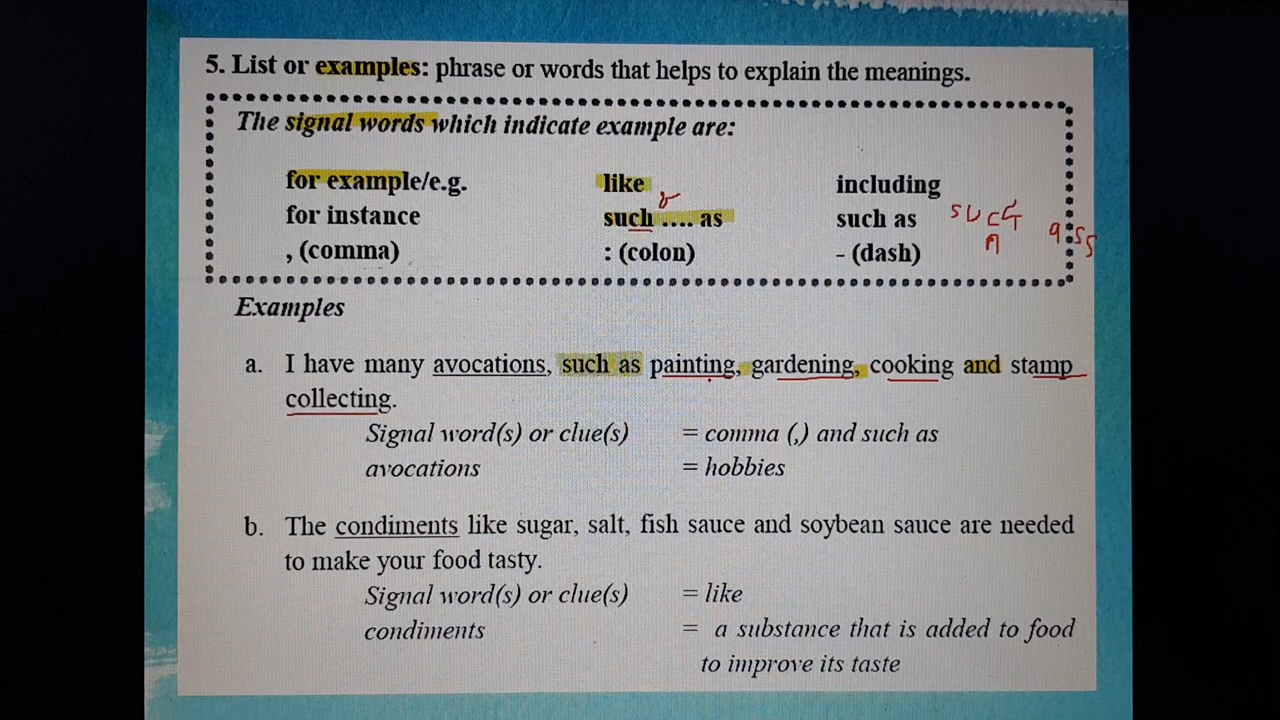 5. List or examples: phrase or words that helps to explain the meanings.
The signal words which indicate example are:
for example/e.g. like including
for instance such .... as such as
, (comma) : (colon) - (dash)
Examples
a. I have many avocations, such as painting, gardening, cooking and stamp
collecting.
Signal word(s) or clue(s) = comma (,) and such as
avocations = hobbies
b. The condiments like sugar, salt, fish sauce and soybean sauce are needed
to make your food tasty.
Signal word(s) or clue(s) = like
condiments = a substance that is added to food
to improve its taste